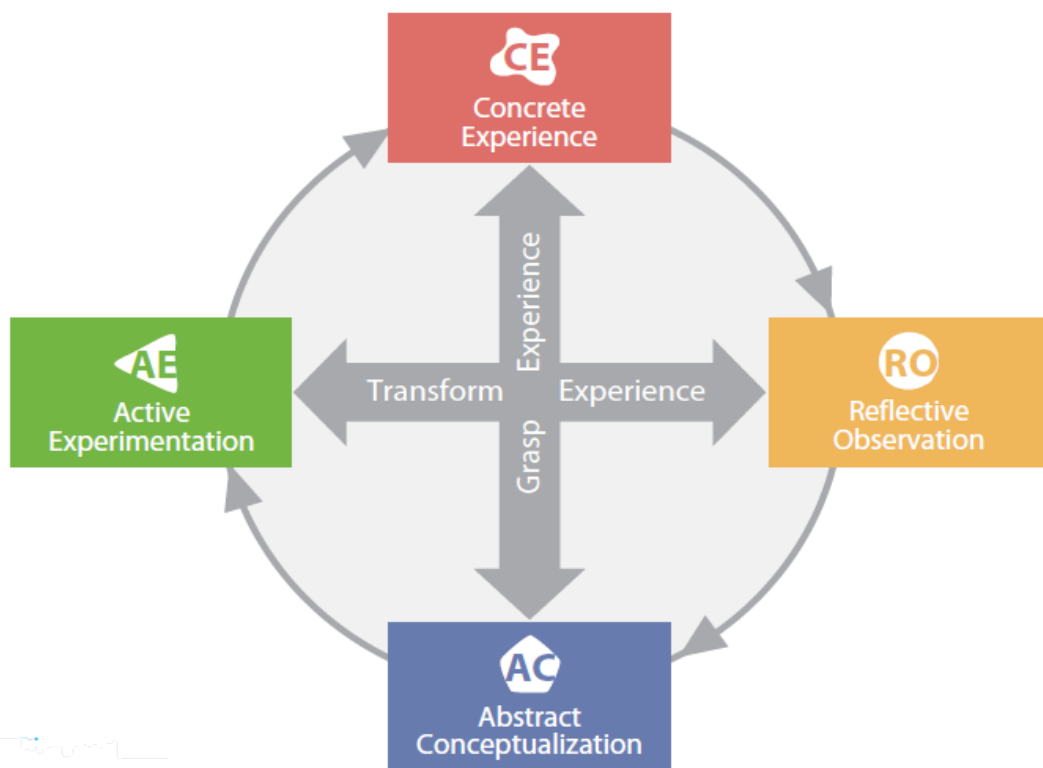 CE
Concrete
Experience
AE
Active
Experimentation
Transform Experience
Grasp Experience
RO
Reflective
Observation
AC
Abstract
Conceptualization